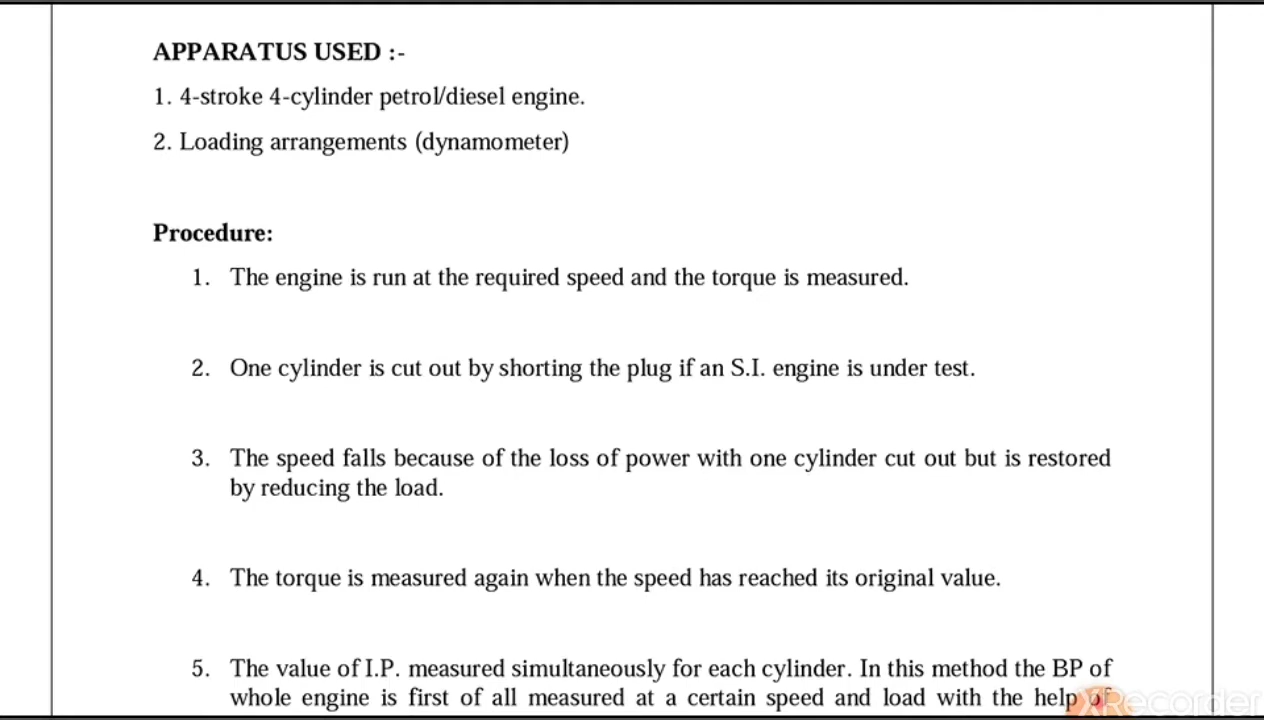 APPARATUS USED :-
1. 4-stroke 4-cylinder petrol/diesel engine.
2. Loading arrangements (dynamometer)
Procedure:
1. The engine is run at the required speed and the torque is measured.
2. One cylinder is cut out by shorting the plug if an S.I. engine is under test.
3. The speed falls because of the loss of power with one cylinder cut out but is restored
by reducing the load.
4. The torque is measured again when the speed has reached its original value.
5. The value of I.P. measured simultaneously for each cylinder. In this method the BP of
whole engine is first of all measured at a certain speed and load with the help of
XRecorder